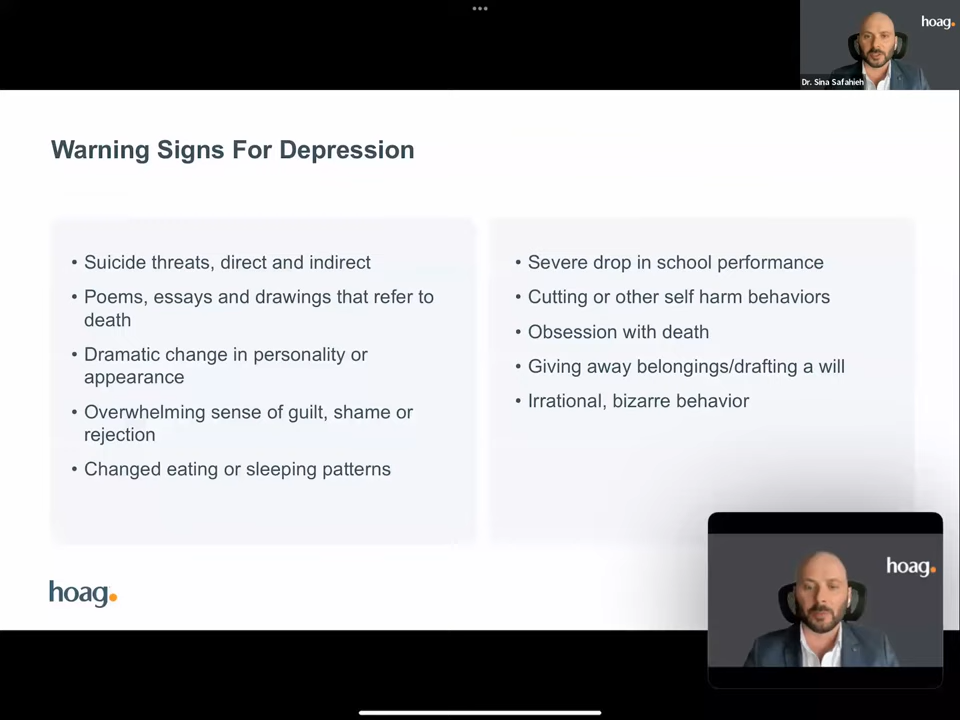 hoag.
Dr. Sina Safahieh
Warning Signs For Depression
• Suicide threats, direct and indirect
• Poems, essays and drawings that refer to
death
• Dramatic change in personality or
appearance
• Overwhelming sense of guilt, shame or
rejection
• Changed eating or sleeping patterns
• Severe drop in school performance
• Cutting or other self harm behaviors
• Obsession with death
• Giving away belongings/drafting a will
• Irrational, bizarre behavior
hoag.
hoag.